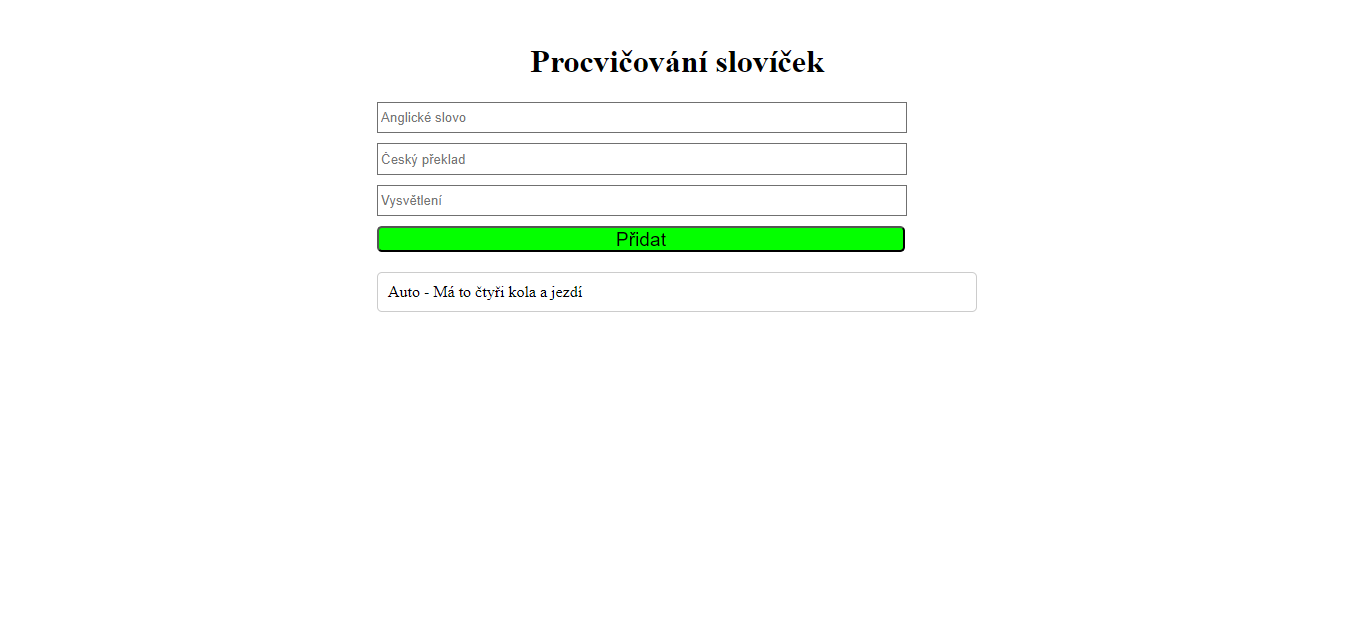 Procvičování slovíček
Anglické slovo
Český překlad
Vysvětlení
Přidat
Auto - Má to čtyři kola a jezdí